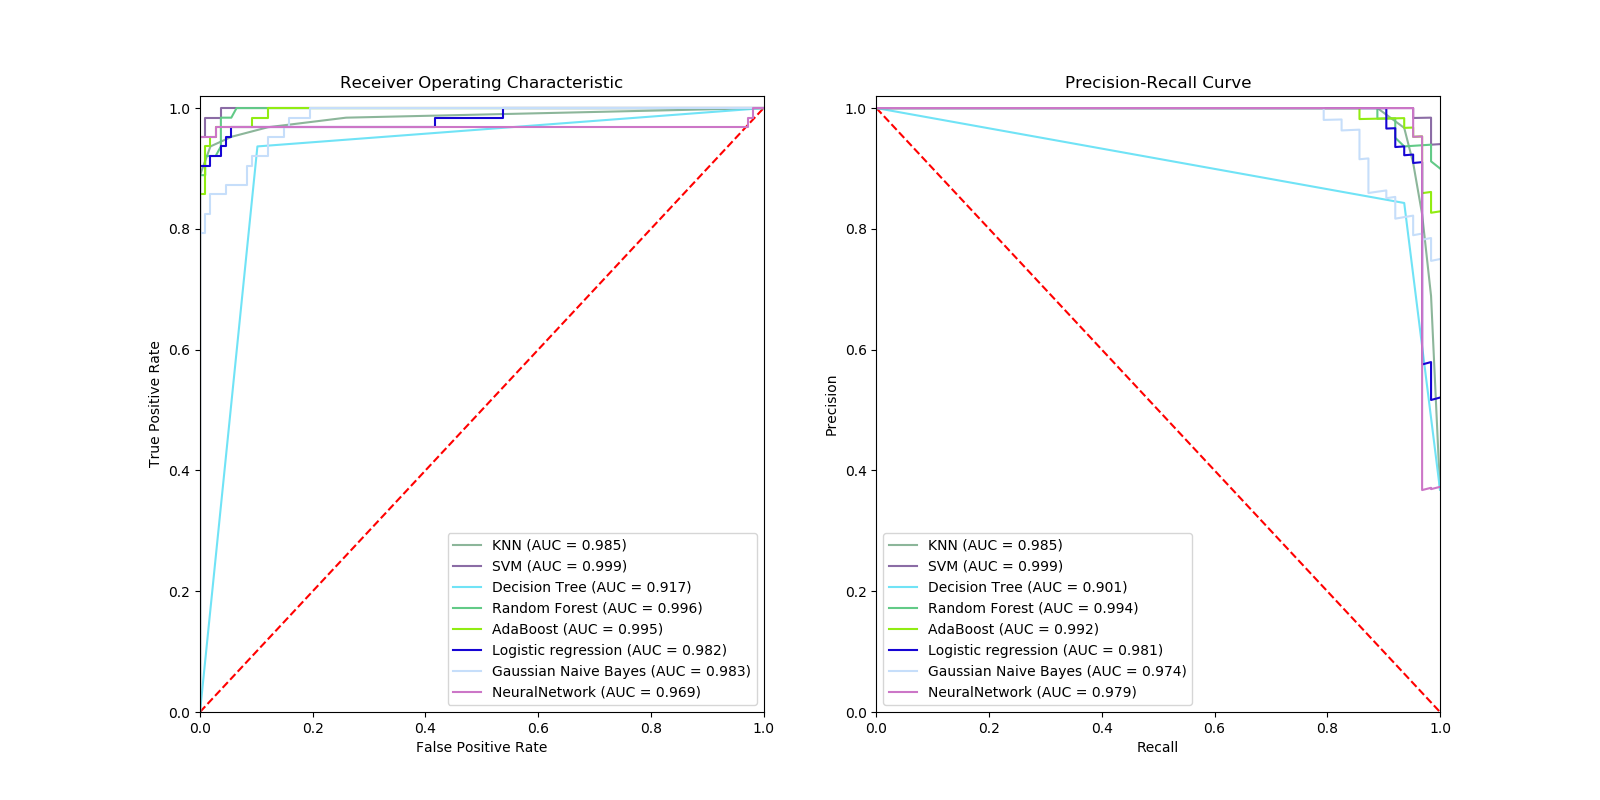 Receiver Operating Characteristic
1.0
0.8
0.6
0.4
0.2
0.0
True Positive Rate
KNN (AUC = 0.985)
SVM (AUC = 0.999)
Decision Tree (AUC = 0.917)
Random Forest (AUC = 0.996)
AdaBoost (AUC = 0.995)
Logistic regression (AUC = 0.982)
Gaussian Naive Bayes (AUC = 0.983)
NeuralNetwork (AUC = 0.969)
0.0 0.2 0.4 0.6 0.8 1.0
False Positive Rate
Precision-Recall Curve
1.0
0.8
0.6
0.4
0.2
0.0
Precision
KNN (AUC = 0.985)
SVM (AUC = 0.999)
Decision Tree (AUC = 0.901)
Random Forest (AUC = 0.994)
AdaBoost (AUC = 0.992)
Logistic regression (AUC = 0.981)
Gaussian Naive Bayes (AUC = 0.974)
NeuralNetwork (AUC = 0.979)
0.0 0.2 0.4 0.6 0.8 1.0
Recall